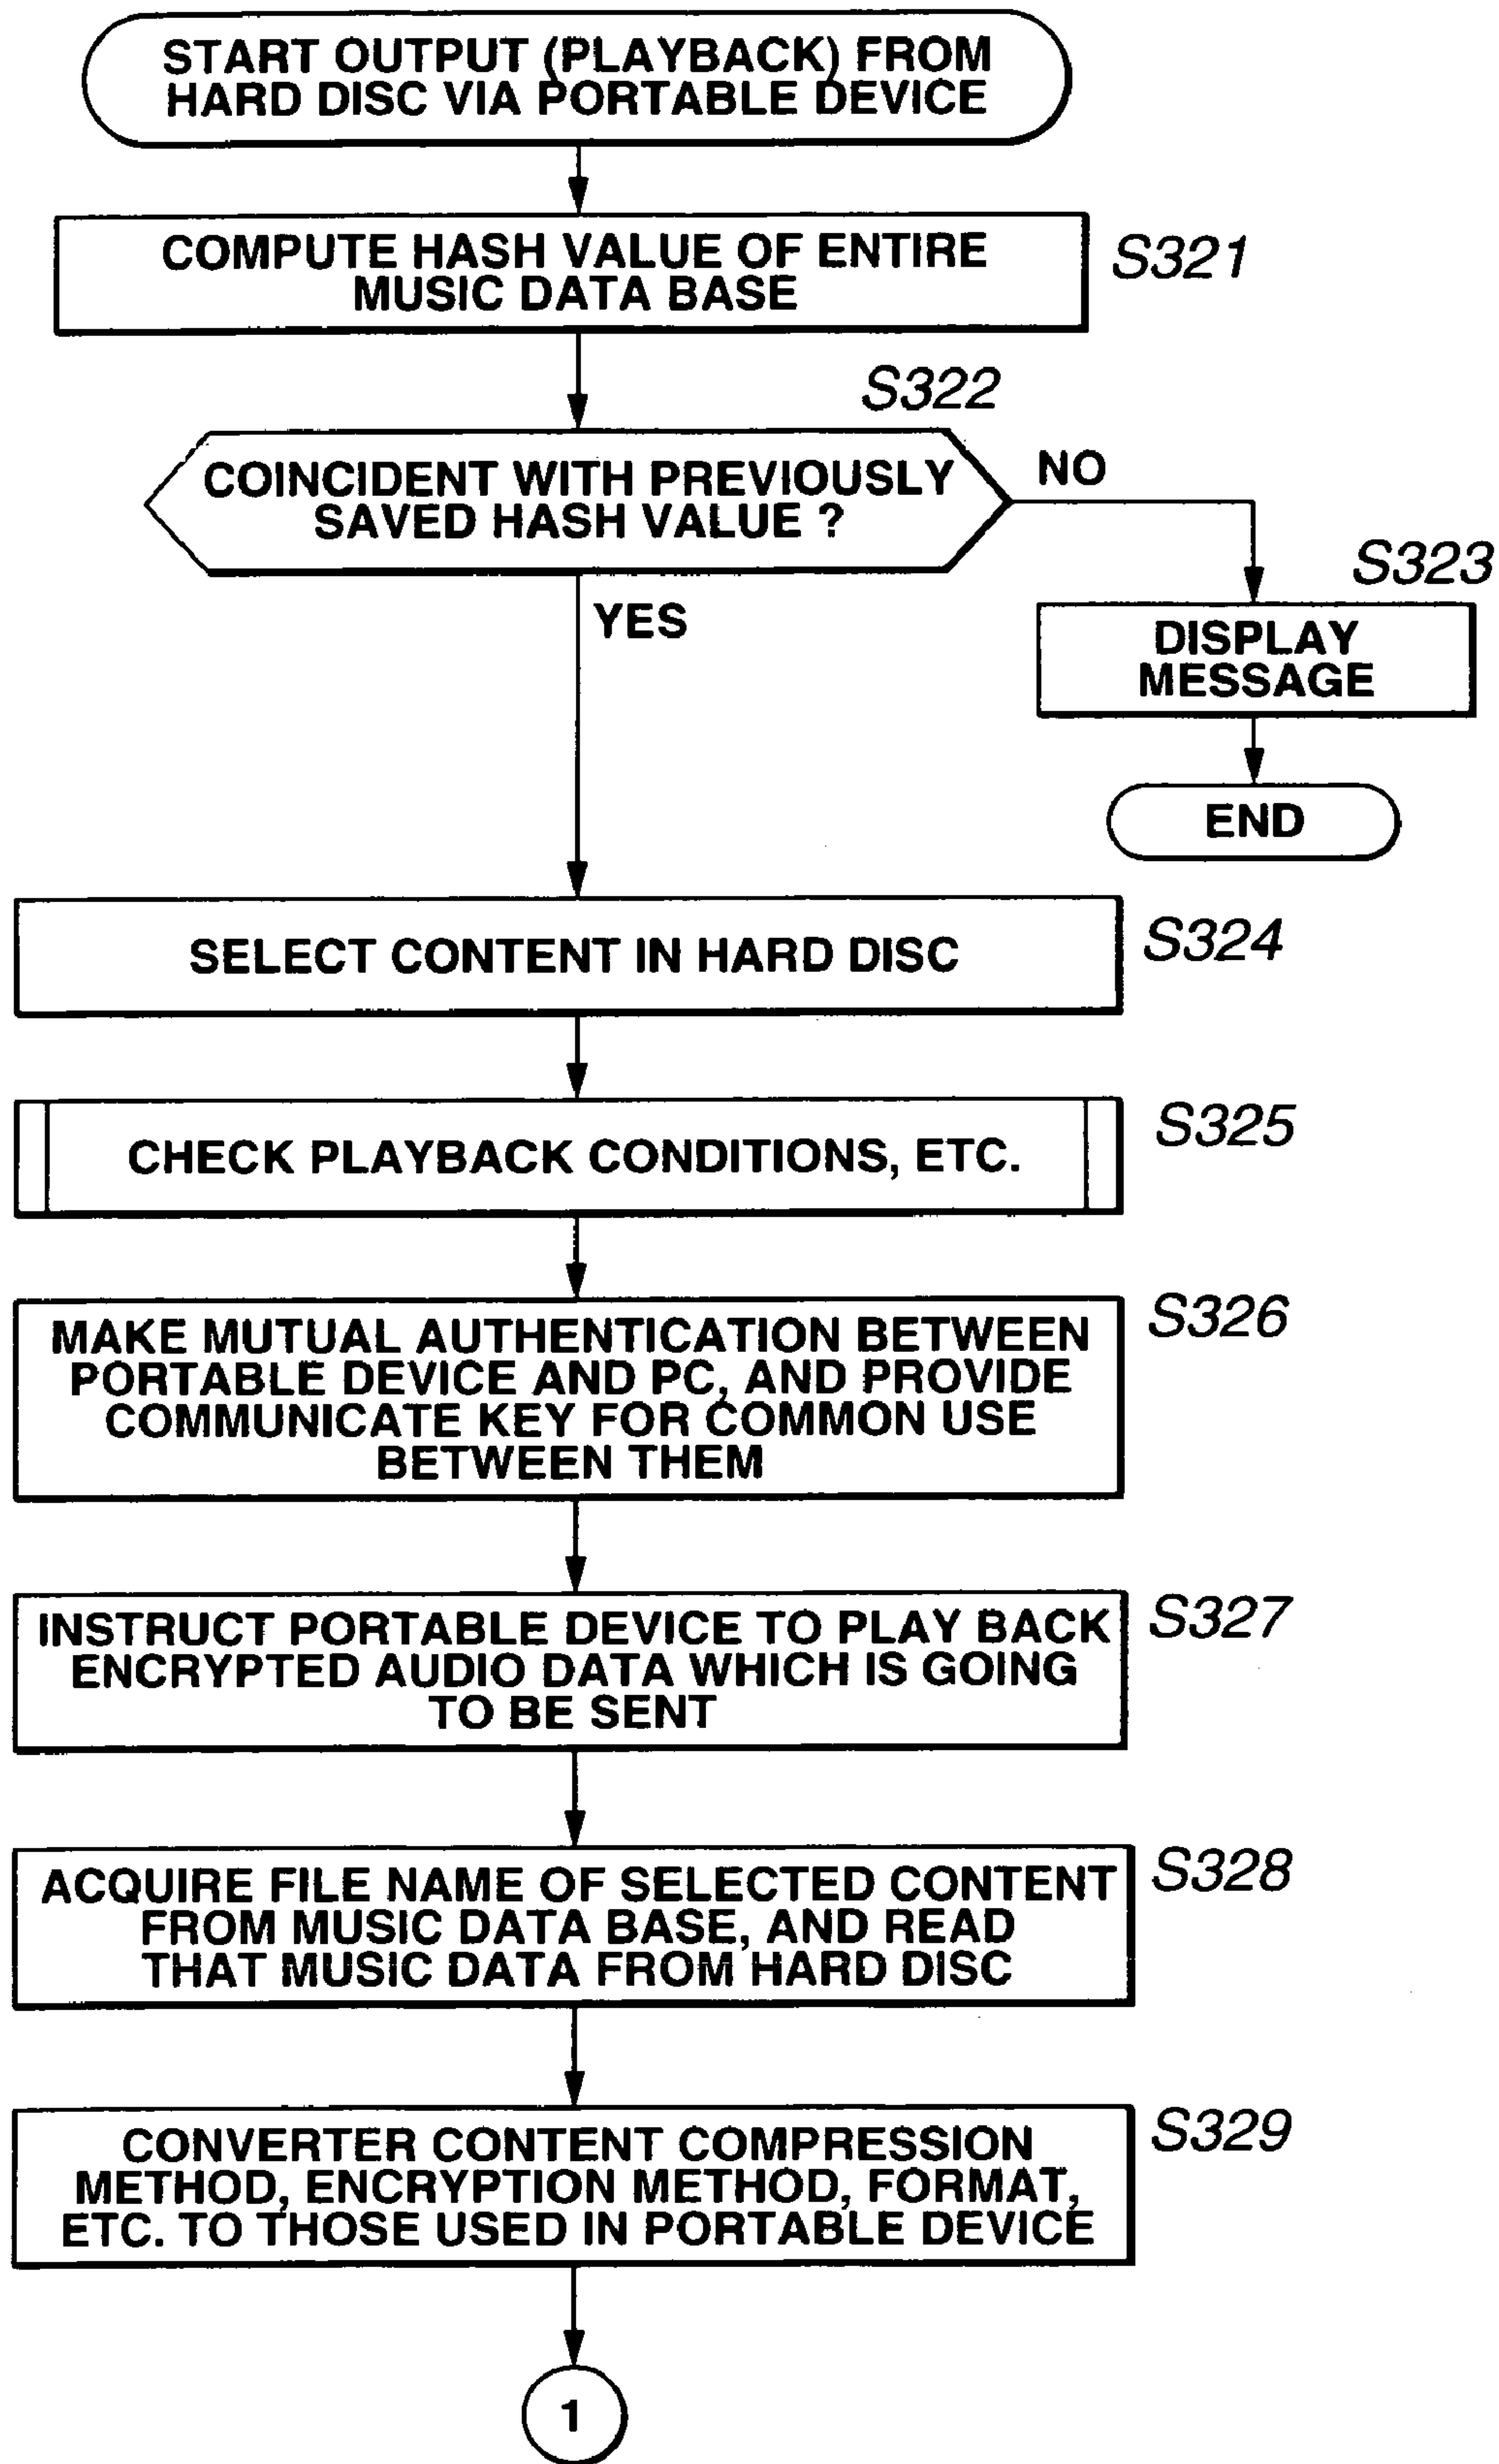 START OUTPUT (PLAYBACK) FROM
HARD DISC VIA PORTABLE DEVICE
COMPUTE HASH VALUE OF ENTIRE
MUSIC DATA BASE
S321
S322
COINCIDENT WITH PREVIOUSLY
SAVED HASH VALUE ?
NO
YES
S323
DISPLAY
MESSAGE
END
SELECT CONTENT IN HARD DISC
S324
CHECK PLAYBACK CONDITIONS, ETC.
S325
MAKE MUTUAL AUTHENTICATION BETWEEN
PORTABLE DEVICE AND PC, AND PROVIDE
COMMUNICATE KEY FOR COMMON USE
BETWEEN THEM
S326
INSTRUCT PORTABLE DEVICE TO PLAY BACK
ENCRYPTED AUDIO DATA WHICH IS GOING
TO BE SENT
S327
ACQUIRE FILE NAME OF SELECTED CONTENT
FROM MUSIC DATA BASE, AND READ
THAT MUSIC DATA FROM HARD DISC
S328
CONVERTER CONTENT COMPRESSION
METHOD, ENCRYPTION METHOD, FORMAT,
ETC. TO THOSE USED IN PORTABLE DEVICE
S329
1